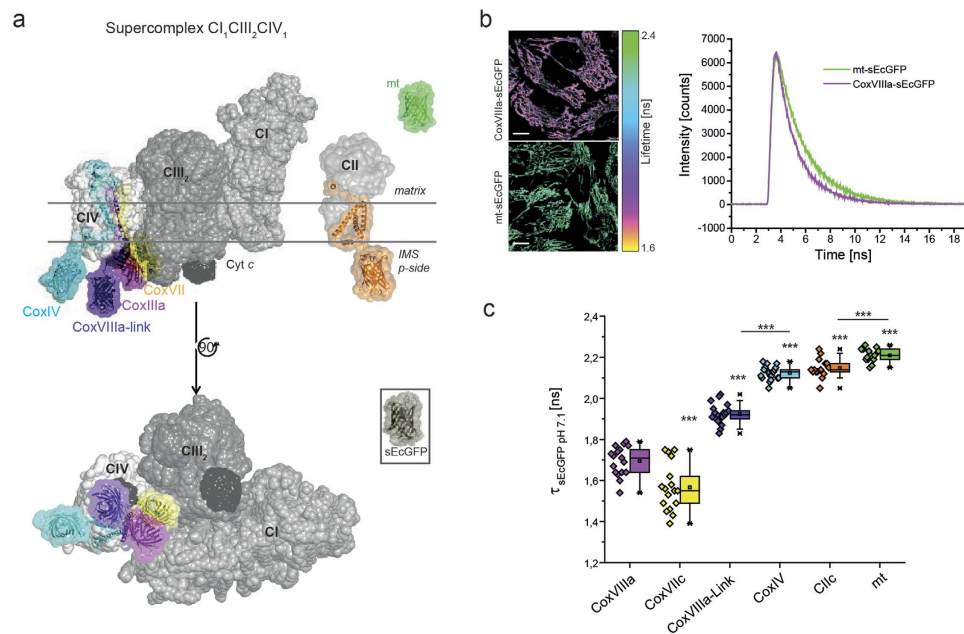 a
Supercomplex CI1CIII2CIV1
mt
CI
CIII2
CII
matrix
CIV
IMS
p-side
Cyt c
CoxVII
CoxIV
CoxIIIa
CoxVIIIa-link
90°
sEcGFP
CIII2
CIV
CI
b
CoxVIIIa-sEcGFP
mt-sEcGFP
2.4
Lifetime [ns]
1.6
Intensity [counts]
7000
6000
5000
4000
3000
2000
1000
0
-1000
mt-sEcGFP
CoxVIIIa-sEcGFP
0 2 4 6 8 10 12 14 16 18
Time [ns]
c
τsEcGFP pH 7.1 [ns]
2,4
2,2
2,0
1,8
1,6
1,4
1,2
*** ***
*** *** *** *** ***
CoxVIIIa
CoxVIIc
CoxVIIIa-Link
CoxIV
CIIc
mt